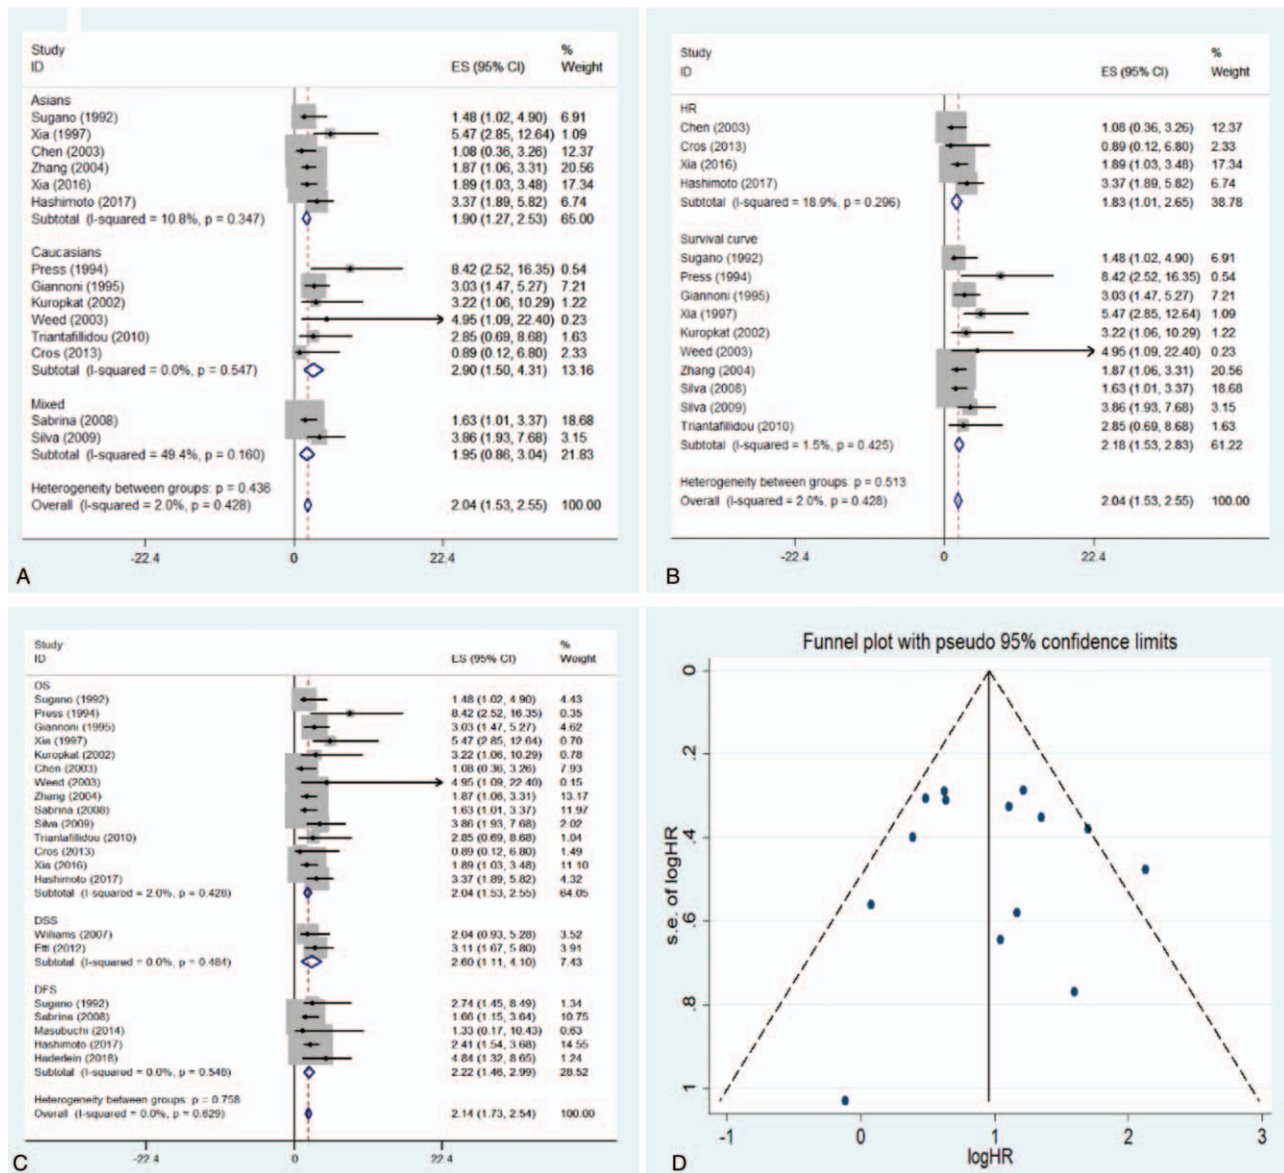 Study %
ID ES (95% CI) Weight
Asians
Sugano (1992) 1.48 (1.02, 4.90) 6.91
Xia (1997) 5.47 (2.85, 12.64) 1.09
Chen (2003) 1.08 (0.36, 3.26) 12.37
Zhang (2004) 1.87 (1.06, 3.31) 20.56
Xia (2016) 1.89 (1.03, 3.48) 17.34
Hashimoto (2017) 3.37 (1.89, 5.82) 6.74
Subtotal (I-squared = 10.8%, p = 0.347) 1.90 (1.27, 2.53) 65.00
Caucasians
Press (1994) 8.42 (2.52, 16.35) 0.54
Giannoni (1995) 3.03 (1.47, 5.27) 7.21
Kuropkat (2002) 3.22 (1.06, 10.29) 1.22
Weed (2003) 4.95 (1.09, 22.40) 0.23
Triantafillidou (2010) 2.85 (0.69, 8.68) 1.63
Cros (2013) 0.89 (0.12, 6.80) 2.33
Subtotal (I-squared = 0.0%, p = 0.547) 2.90 (1.50, 4.31) 13.16
Mixed
Sabrina (2008) 1.63 (1.01, 3.37) 18.68
Silva (2009) 3.86 (1.93, 7.68) 3.15
Subtotal (I-squared = 49.4%, p = 0.160) 1.95 (0.86, 3.04) 21.83
Heterogeneity between groups: p = 0.436
Overall (I-squared = 2.0%, p = 0.428) 2.04 (1.53, 2.55) 100.00
-22.4 0 22.4
A
Study %
ID ES (95% CI) Weight
HR
Chen (2003) 1.08 (0.36, 3.26) 12.37
Cros (2013) 0.89 (0.12, 6.80) 2.33
Xia (2016) 1.89 (1.03, 3.48) 17.34
Hashimoto (2017) 3.37 (1.89, 5.82) 6.74
Subtotal (I-squared = 18.9%, p = 0.296) 1.83 (1.01, 2.65) 38.78
Survival curve
Sugano (1992) 1.48 (1.02, 4.90) 6.91
Press (1994) 8.42 (2.52, 16.35) 0.54
Giannoni (1995) 3.03 (1.47, 5.27) 7.21
Xia (1997) 5.47 (2.85, 12.64) 1.09
Kuropkat (2002) 3.22 (1.06, 10.29) 1.22
Weed (2003) 4.95 (1.09, 22.40) 0.23
Zhang (2004) 1.87 (1.06, 3.31) 20.56
Silva (2008) 1.63 (1.01, 3.37) 18.68
Silva (2009) 3.86 (1.93, 7.68) 3.15
Triantafillidou (2010) 2.85 (0.69, 8.68) 1.63
Subtotal (I-squared = 1.5%, p = 0.425) 2.18 (1.53, 2.83) 61.22
Heterogeneity between groups: p = 0.513
Overall (I-squared = 2.0%, p = 0.428) 2.04 (1.53, 2.55) 100.00
-22.4 0 22.4
B
Study %
ID ES (95% CI) Weight
OS
Sugano (1992) 1.48 (1.02, 4.90) 4.43
Press (1994) 8.42 (2.52, 16.35) 0.35
Giannoni (1995) 3.03 (1.47, 5.27) 4.62
Xia (1997) 5.47 (2.85, 12.64) 0.70
Kuropkat (2002) 3.22 (1.06, 10.29) 0.78
Chen (2003) 1.08 (0.36, 3.26) 7.93
Weed (2003) 4.95 (1.09, 22.40) 0.15
Zhang (2004) 1.87 (1.06, 3.31) 13.17
Sabrina (2008) 1.63 (1.01, 3.37) 11.97
Silva (2009) 3.86 (1.93, 7.68) 2.02
Triantafillidou (2010) 2.85 (0.69, 8.68) 1.04
Cros (2013) 0.89 (0.12, 6.80) 1.49
Xia (2016) 1.89 (1.03, 3.48) 11.10
Hashimoto (2017) 3.37 (1.89, 5.82) 4.32
Subtotal (I-squared = 2.0%, p = 0.428) 2.04 (1.53, 2.55) 64.05
DSS
Williams (2007) 2.04 (0.93, 5.28) 3.52
(2012) 3.11 (1.67, 5.80) 3.91
Subtotal (I-squared = 0.0%, p = 0.484) 2.60 (1.11, 4.10) 7.43
DFS
Sugano (1992) 2.74 (1.45, 8.49) 1.34
Sabrina (2008) 1.66 (1.15, 3.64) 10.75
Masubuchi (2014) 1.33 (0.17, 10.43) 0.63
Hashimoto (2017) 2.41 (1.54, 3.68) 14.55
Haderlein (2018) 4.84 (1.32, 8.65) 1.24
Subtotal (I-squared = 0.0%, p = 0.548) 2.22 (1.46, 2.99) 28.52
Heterogeneity between groups: p = 0.758
Overall (I-squared = 0.0%, p = 0.629) 2.14 (1.73, 2.54) 100.00
-22.4 0 22.4
C
Funnel plot with pseudo 95% confidence limits
s.e. of logHR
0
.2
.4
.6
.8
1
-1 0 1 2 3
logHR
D